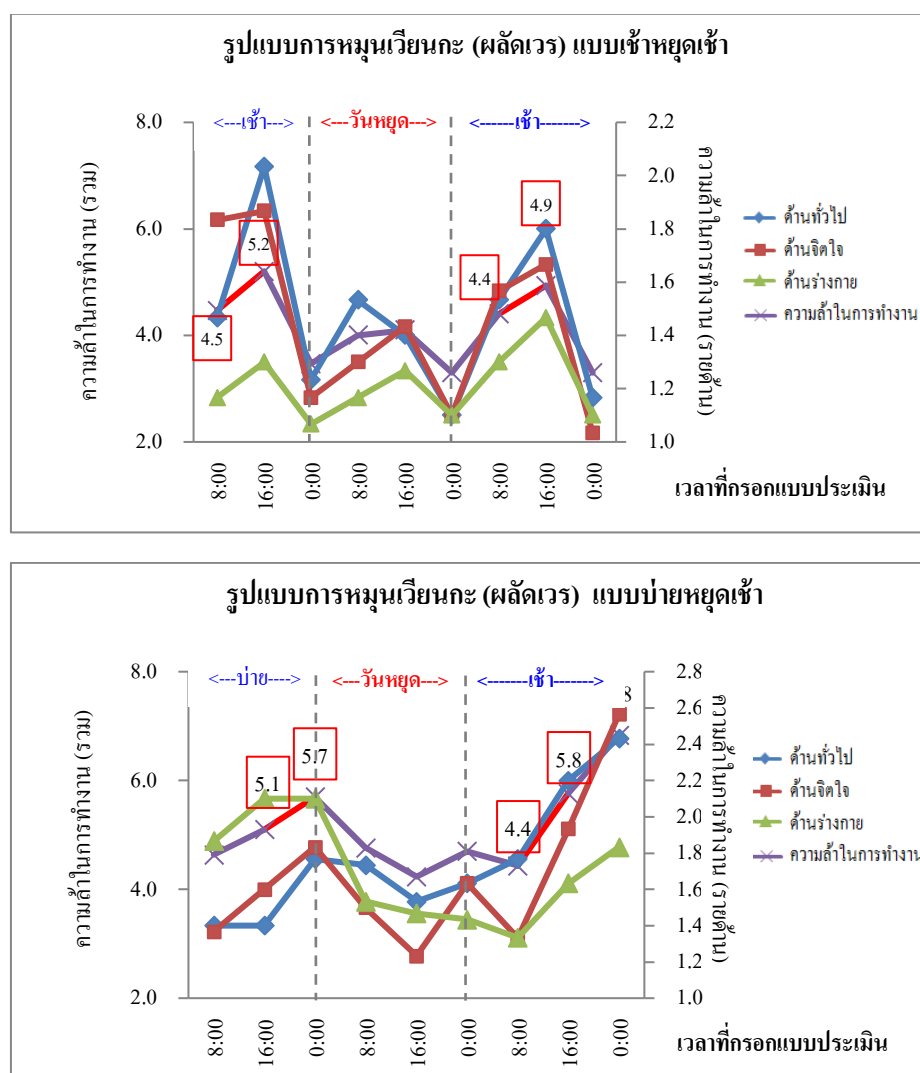 รูปแบบการหมุนเวียนกะ (ผลัดเวร) แบบเช้าหยุดเช้า
ความล้าในการทำงาน (รวม)
8.0
6.0
4.0
2.0
<---เช้า--->
<---วันหยุด--->
<------เช้า------->
4.5
5.2
4.4
4.9
2.2
2.0
1.8
1.6
1.4
1.2
1.0
ความล้าในการทำงาน (รายด้าน)
ด้านทั่วไป
ด้านจิตใจ
ด้านร่างกาย
ความล้าในการทำงาน
8:00
16:00
0:00
8:00
16:00
0:00
8:00
16:00
0:00
เวลาที่กรอกแบบประเมิน
รูปแบบการหมุนเวียนกะ (ผลัดเวร) แบบบ่ายหยุดเช้า
ความล้าในการทำงาน (รวม)
8.0
6.0
4.0
2.0
<---บ่าย---->
<---วันหยุด--->
<-------เช้า------->
5.1
5.7
4.4
5.8
8
2.8
2.6
2.4
2.2
2.0
1.8
1.6
1.4
1.2
1.0
ความล้าในการทำงาน (รายด้าน)
ด้านทั่วไป
ด้านจิตใจ
ด้านร่างกาย
ความล้าในการทำงาน
8:00
16:00
0:00
8:00
16:00
0:00
8:00
16:00
0:00
เวลาที่กรอกแบบประเมิน